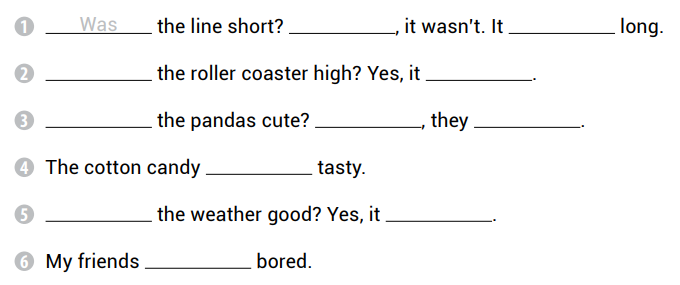 1 Was the line short? __________, it wasn't. It __________ long.
2 __________ the roller coaster high? Yes, it __________.
3 __________ the pandas cute? __________, they __________.
4 The cotton candy __________ tasty.
5 __________ the weather good? Yes, it __________.
6 My friends __________ bored.